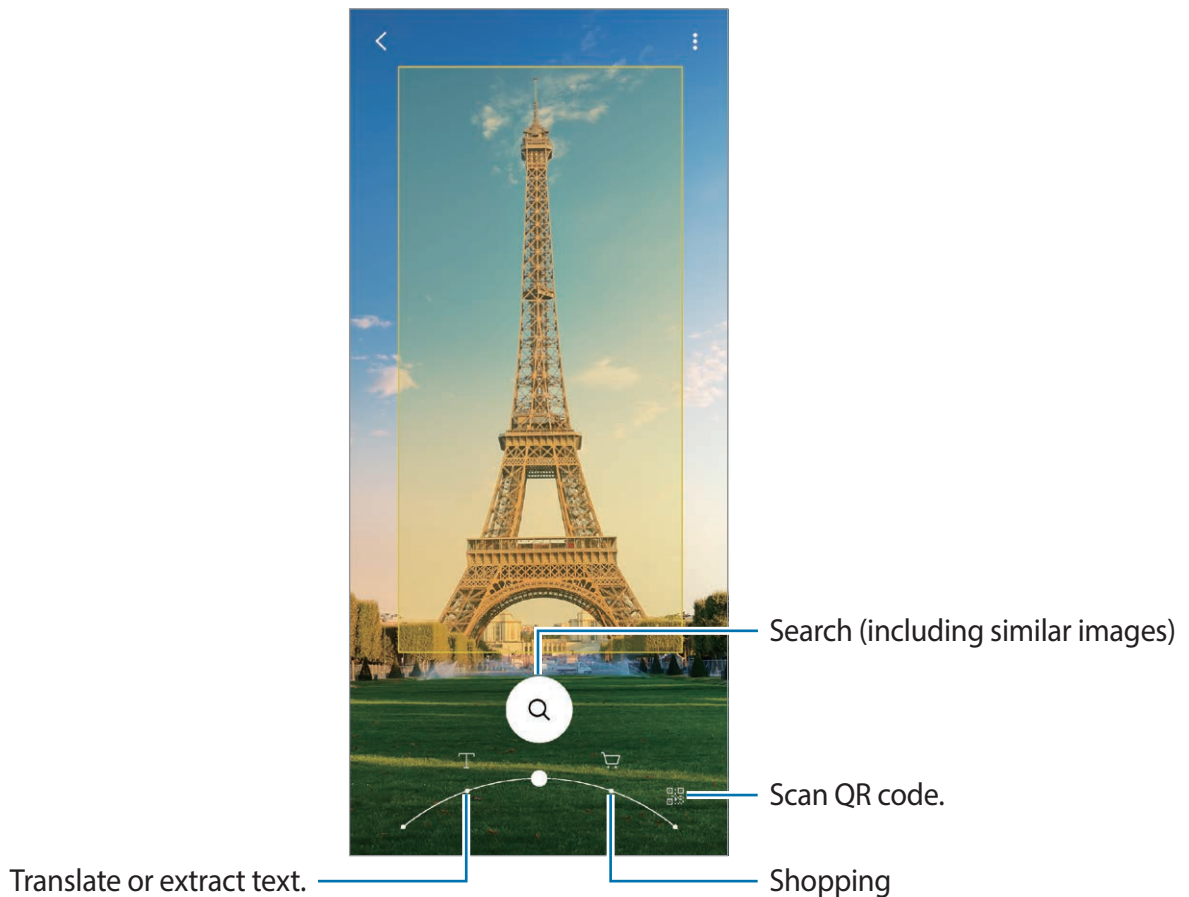 Search (including similar images)
Scan QR code.
Translate or extract text.
Shopping